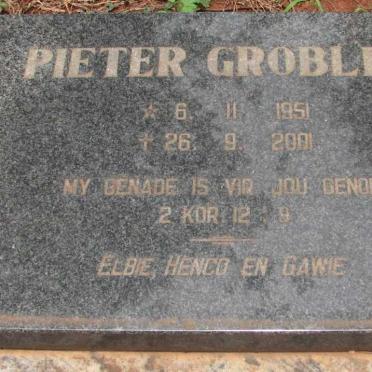 PIETER GROBL
* 6. 11 1951
+ 26. 9. 2001
MY GENADE IS VIR JOU GENO
2 KOR. 12 : 9
ELBIE, HENCO EN GAWIE